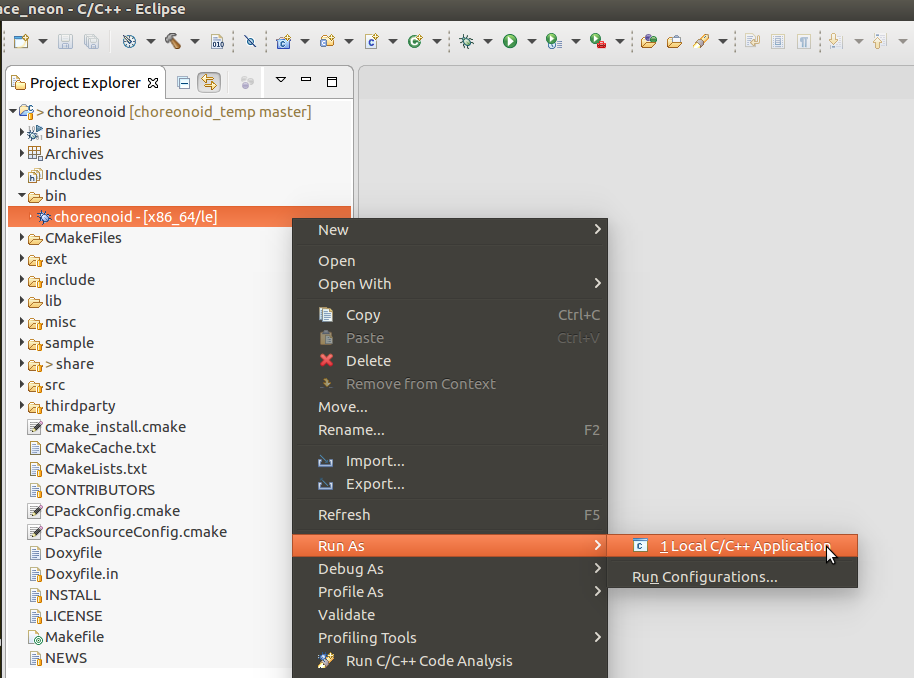 ace_neon - C/C++ - Eclipse
010
Project Explorer
> choreonoid [choreonoid_temp master]
Binaries
Archives
Includes
bin
choreonoid - [x86_64/le]
CMakeFiles
ext
include
lib
misc
sample
> share
src
thirdparty
cmake_install.cmake
CMakeCache.txt
CMakeLists.txt
CONTRIBUTORS
CPackConfig.cmake
CPackSourceConfig.cmake
Doxyfile
Doxyfile.in
INSTALL
LICENSE
Makefile
NEWS
New
Open
Open With
Copy Ctrl+C
Paste Ctrl+V
Delete
Remove from Context
Move...
Rename... F2
Import...
Export...
Refresh F5
Run As
Debug As
Profile As
Validate
Profiling Tools
Run C/C++ Code Analysis
1 Local C/C++ Application
Run Configurations...